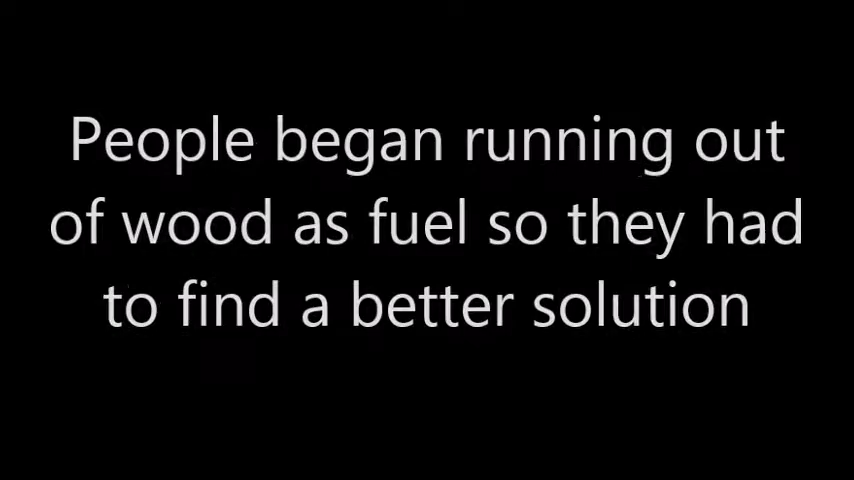 People began running out
of wood as fuel so they had
to find a better solution